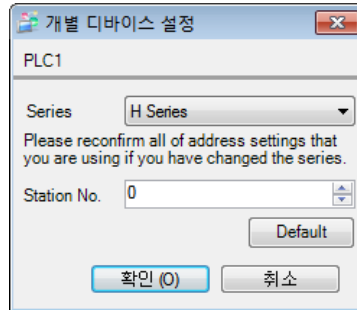 개별 디바이스 설정
PLC1
Series H Series
Please reconfirm all of address settings that
you are using if you have changed the series.
Station No. 0
Default
확인 (O) 취소